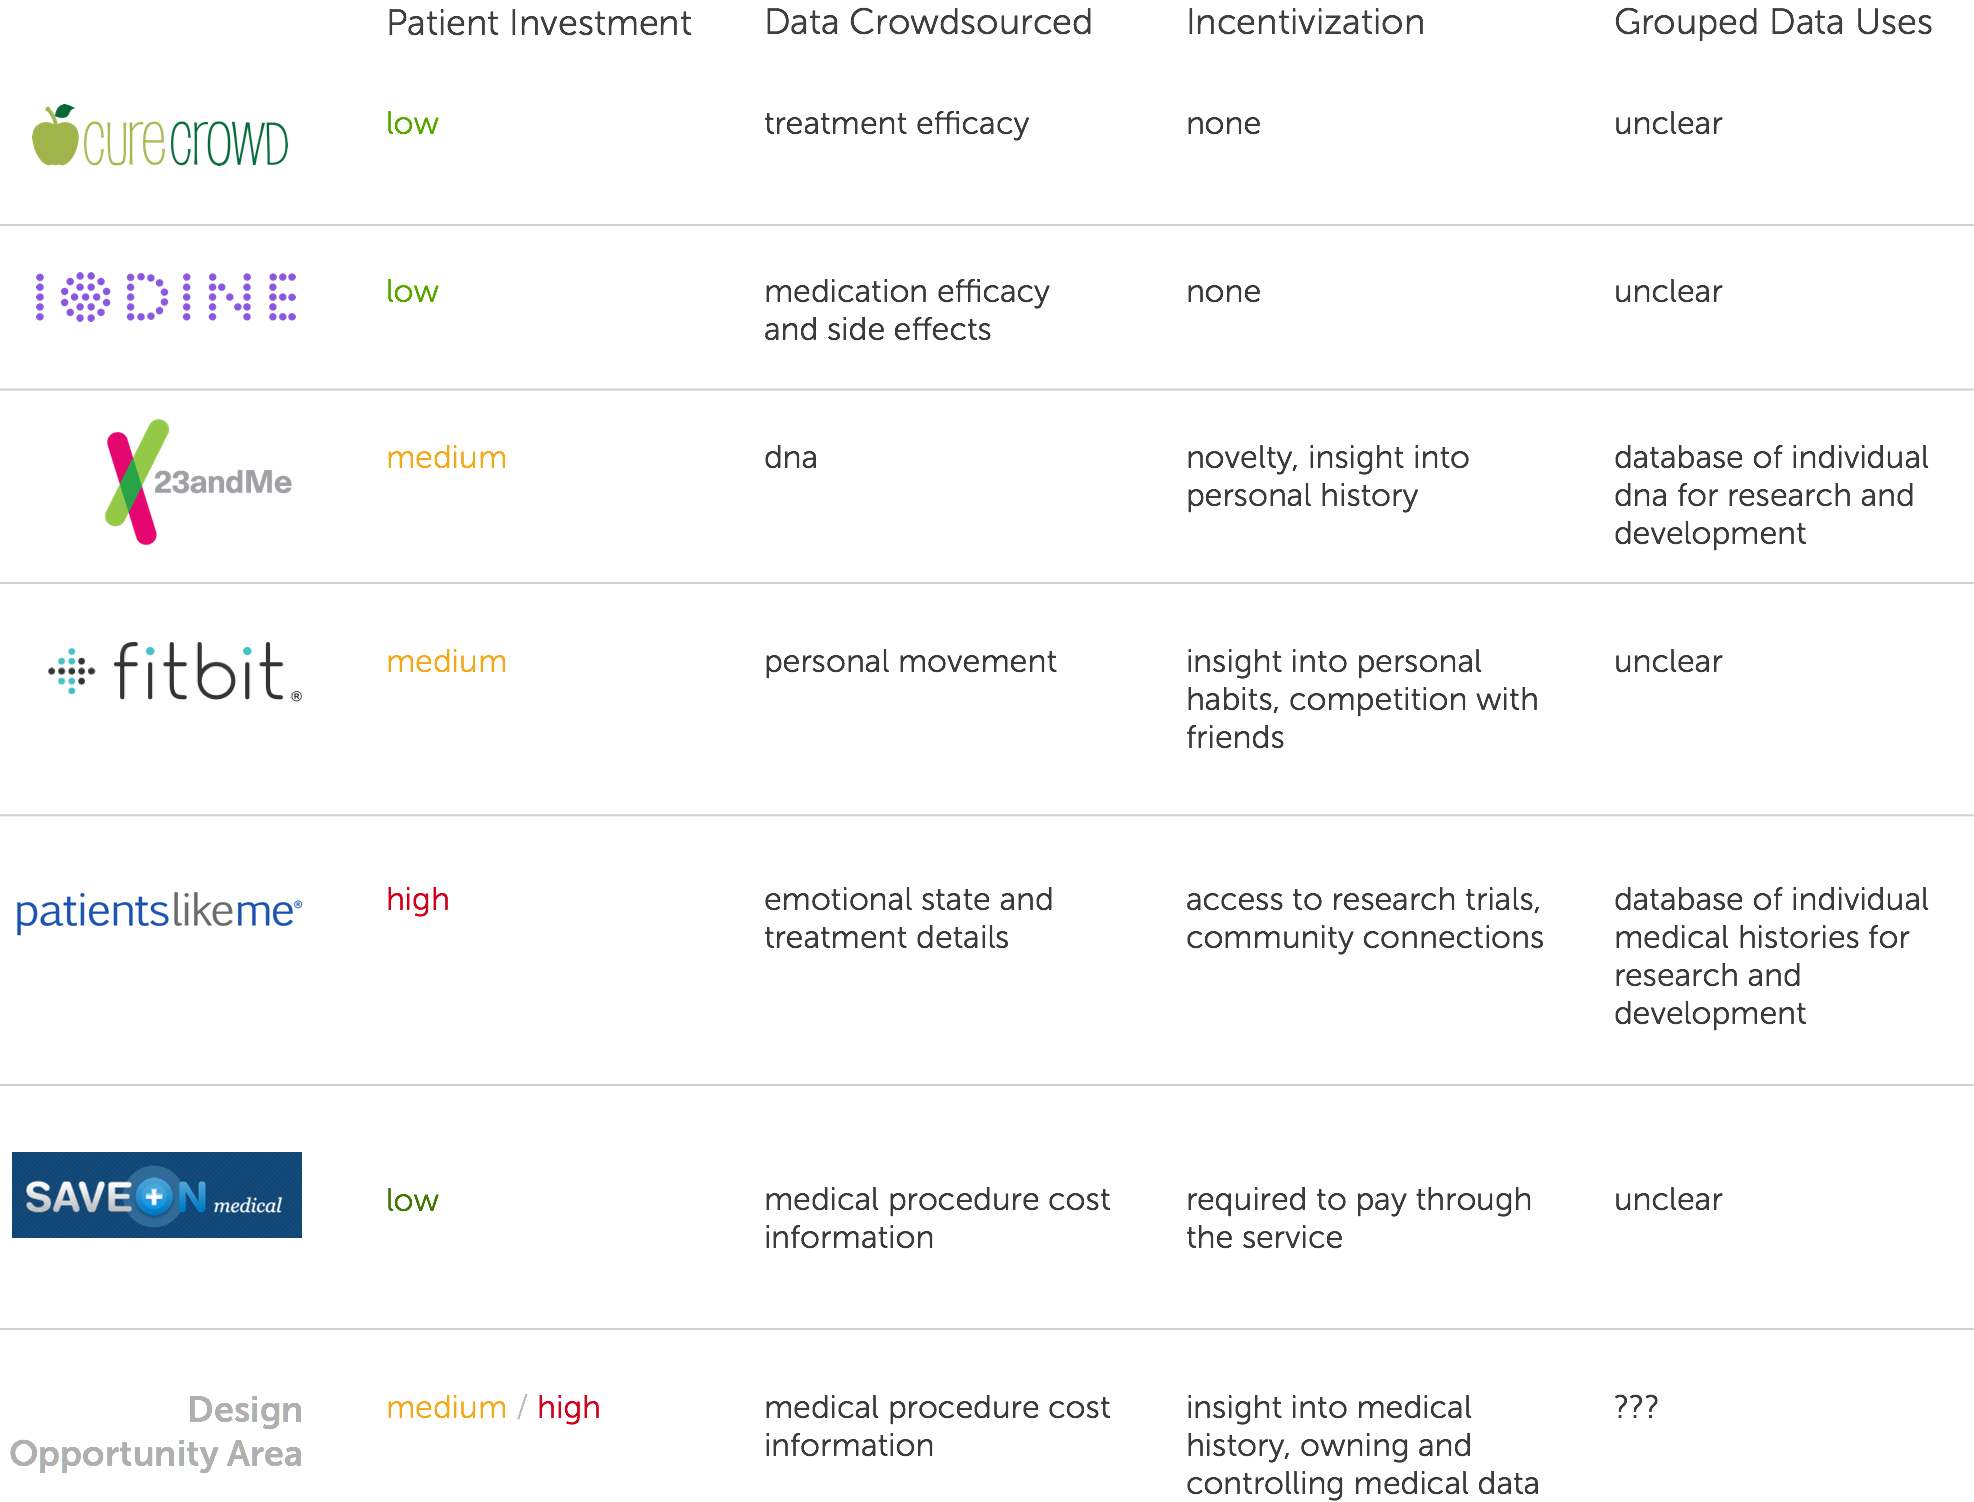 Patient Investment Data Crowdsourced Incentivization Grouped Data Uses
curecrowd low treatment efficacy none unclear
IODINE low medication efficacy none unclear
and side effects
23andMe medium dna novelty, insight into database of individual
personal history dna for research and
development
fitbit® medium personal movement insight into personal unclear
habits, competition with
friends
patientslikeme® high emotional state and access to research trials, database of individual
treatment details community connections medical histories for
research and
development
SAVEON medical low medical procedure cost required to pay through unclear
information the service
Design medium / high medical procedure cost insight into medical ???
Opportunity Area information history, owning and
controlling medical data